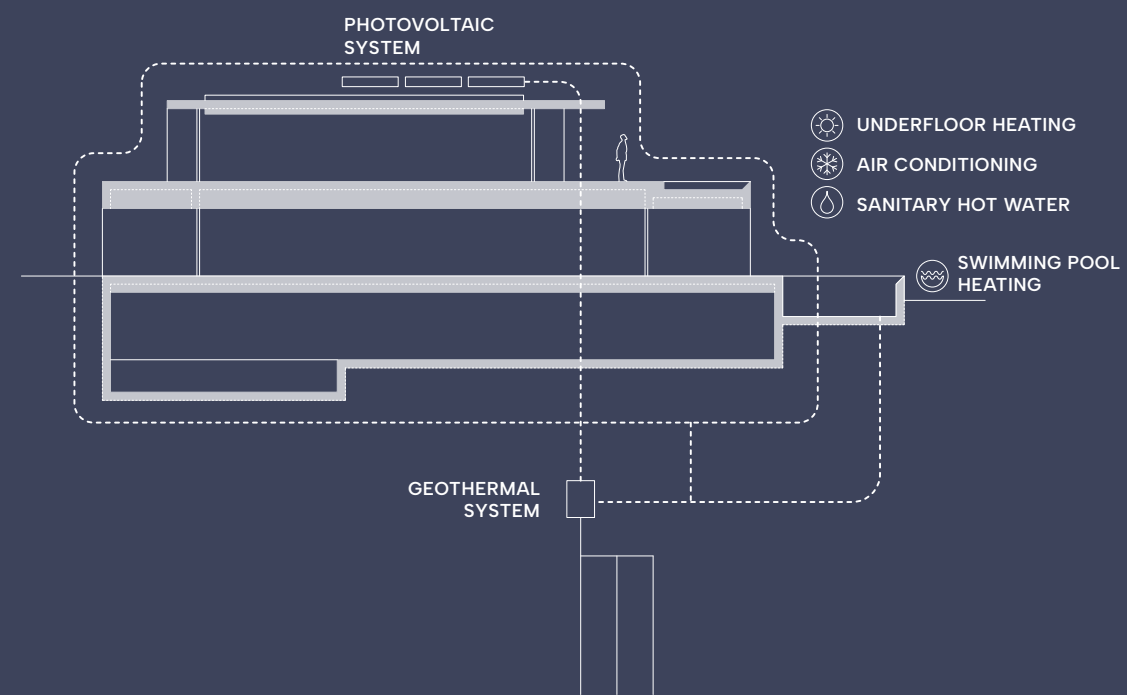 PHOTOVOLTAIC
SYSTEM
UNDERFLOOR HEATING
AIR CONDITIONING
SANITARY HOT WATER
SWIMMING POOL
HEATING
GEOTHERMAL
SYSTEM